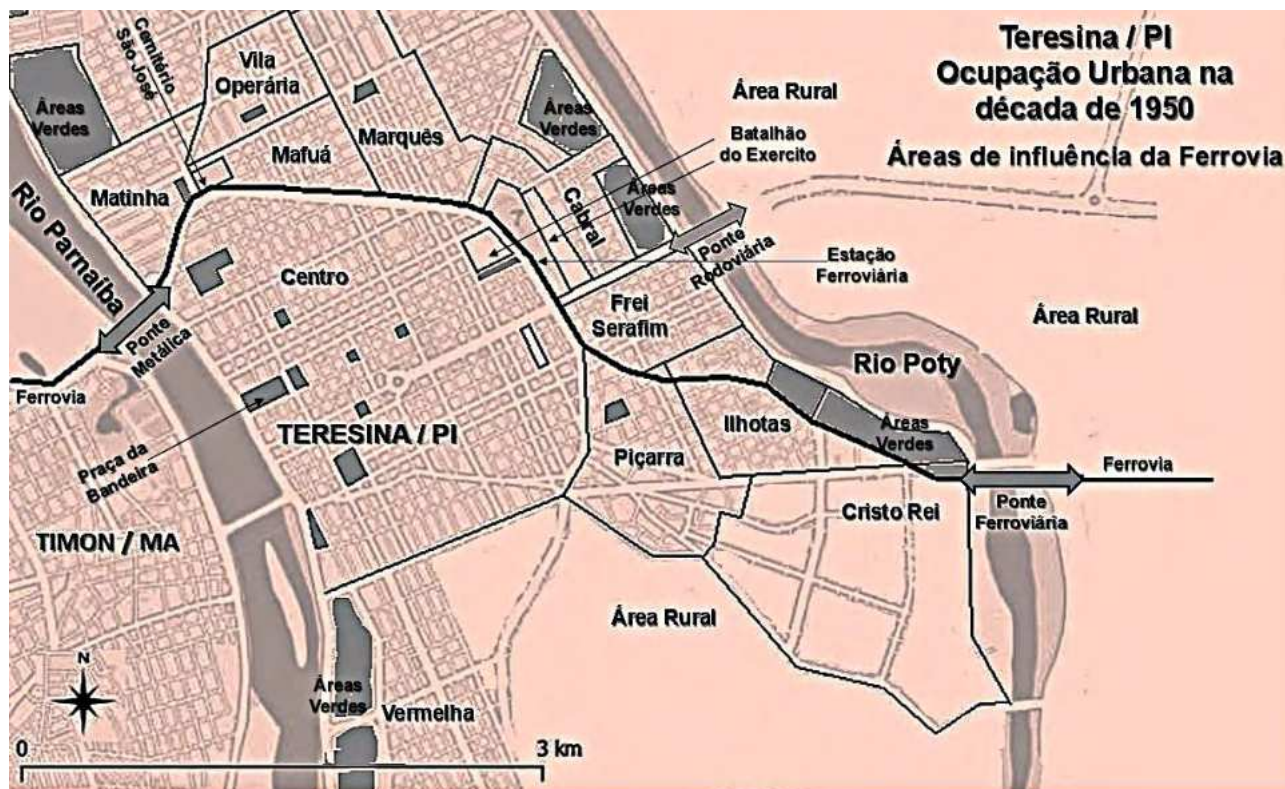 Teresina / PI
Ocupação Urbana na
década de 1950
Áreas de influência da Ferrovia
Cemitério
São José
Vila
Operária
Áreas
Verdes
Mafuá
Marquês
Áreas
Verdes
Área Rural
Batalhão
do Exercito
Matinha
Cabral
Áreas
Verdes
Rio Parnaíba
Centro
Ponte
Rodoviária
Estação
Ferroviária
Frei
Serafim
Área Rural
Ponte
Metálica
Ferrovia
Rio Poty
TERESINA / PI
Ilhotas
Áreas
Verdes
Praça da
Bandeira
Piçarra
Ferrovia
Cristo Rei
Ponte
Ferroviária
TIMON / MA
Área Rural
N
Áreas
Verdes
Vermelha
0
3 km